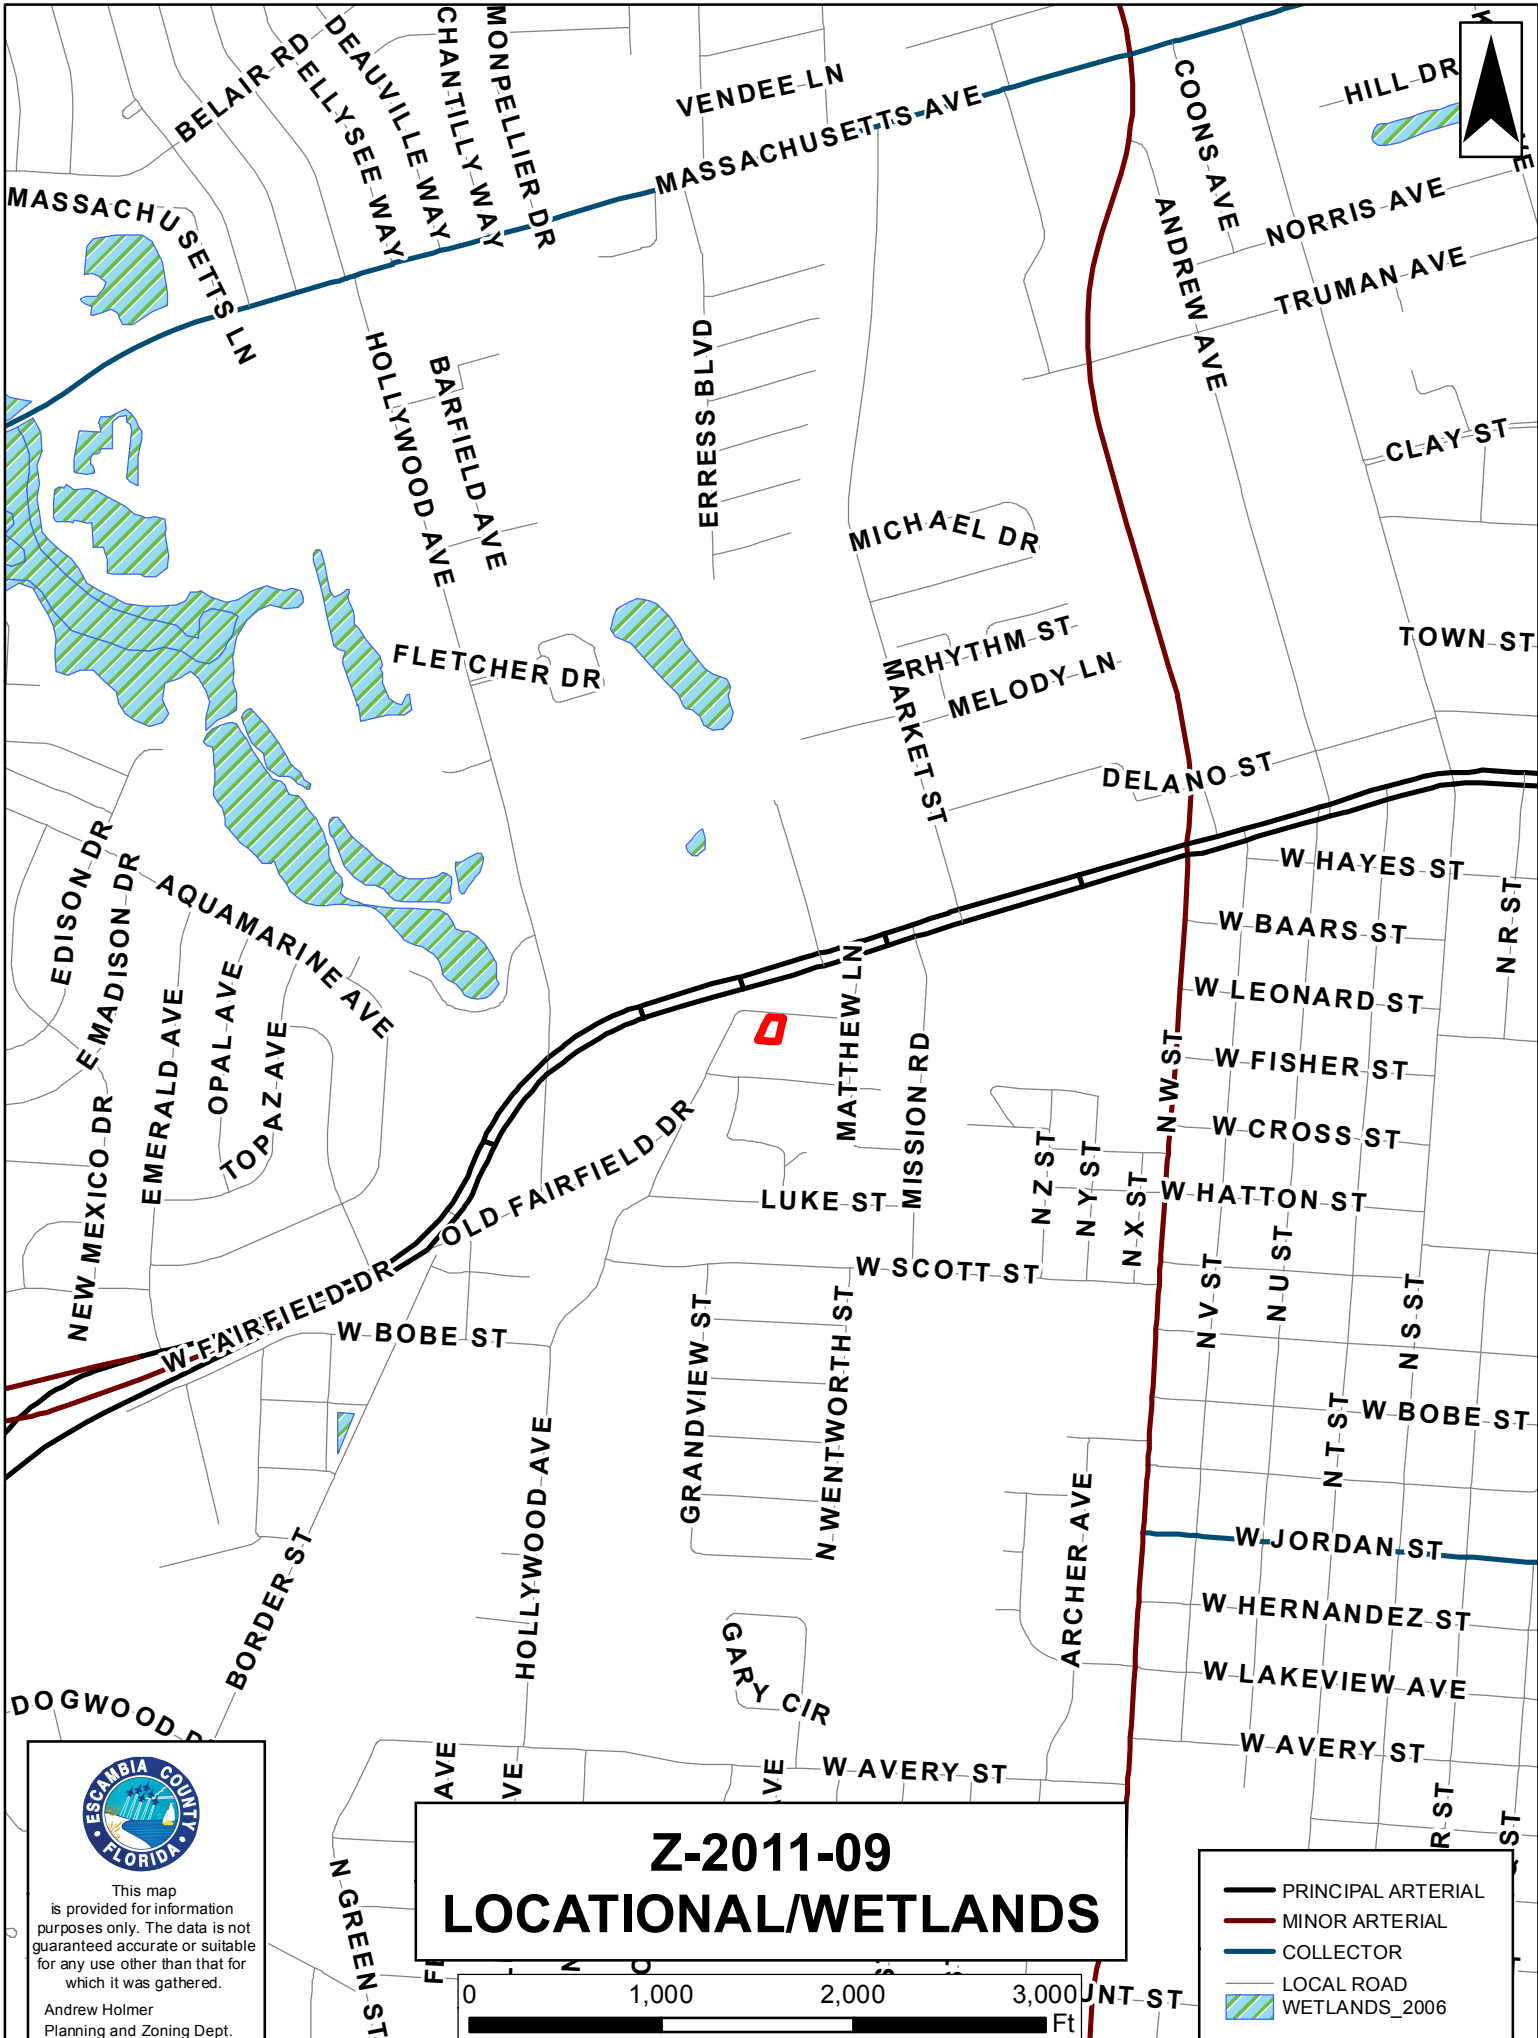 DEAUVILLE WAY
CHANTILLY WAY
MONPELLIER DR
BELAIR RD
ELLYSEE WAY
VENDEE LN
MASSACHUSETTS AVE
COONS AVE
HILL DR
MASSACHUSETTS LN
ANDREW AVE
NORRIS AVE
TRUMAN AVE
HOLLYWOOD AVE
BARFIELD AVE
ERRESS BLVD
CLAY ST
MICHAEL DR
FLETCHER DR
RHYTHM ST
MELODY LN
MARKET ST
TOWN ST
DELANO ST
EDISON DR
E MADISON DR
AQUAMARINE AVE
W HAYES ST
W BAARS ST
N R ST
W LEONARD ST
EMERALD AVE
OPAL AVE
TOPAZ AVE
MATTHEW LN
MISSION RD
N W ST
W FISHER ST
NEW MEXICO DR
OLD FAIRFIELD DR
N Z ST
N Y ST
N X ST
W CROSS ST
LUKE ST
W HATTON ST
W SCOTT ST
N V ST
N U ST
N S ST
W FAIRFIELD DR
W BOBE ST
GRANDVIEW ST
N WENTWORTH ST
N T ST
W BOBE ST
HOLLYWOOD AVE
ARCHER AVE
W JORDAN ST
BORDER ST
W HERNANDEZ ST
GARY CIR
W LAKEVIEW AVE
DOGWOOD
W AVERY ST
W AVERY ST
AVE
VE
AVE
R ST
ST
N GREEN ST
UNT ST
ESCAMBIA COUNTY
FLORIDA
This map
is provided for information
purposes only. The data is not
guaranteed accurate or suitable
for any use other than that for
which it was gathered.
Andrew Holmer
Planning and Zoning Dept.
Z-2011-09
LOCATIONAL/WETLANDS
0 1,000 2,000 3,000
Ft
PRINCIPAL ARTERIAL
MINOR ARTERIAL
COLLECTOR
LOCAL ROAD
WETLANDS_2006